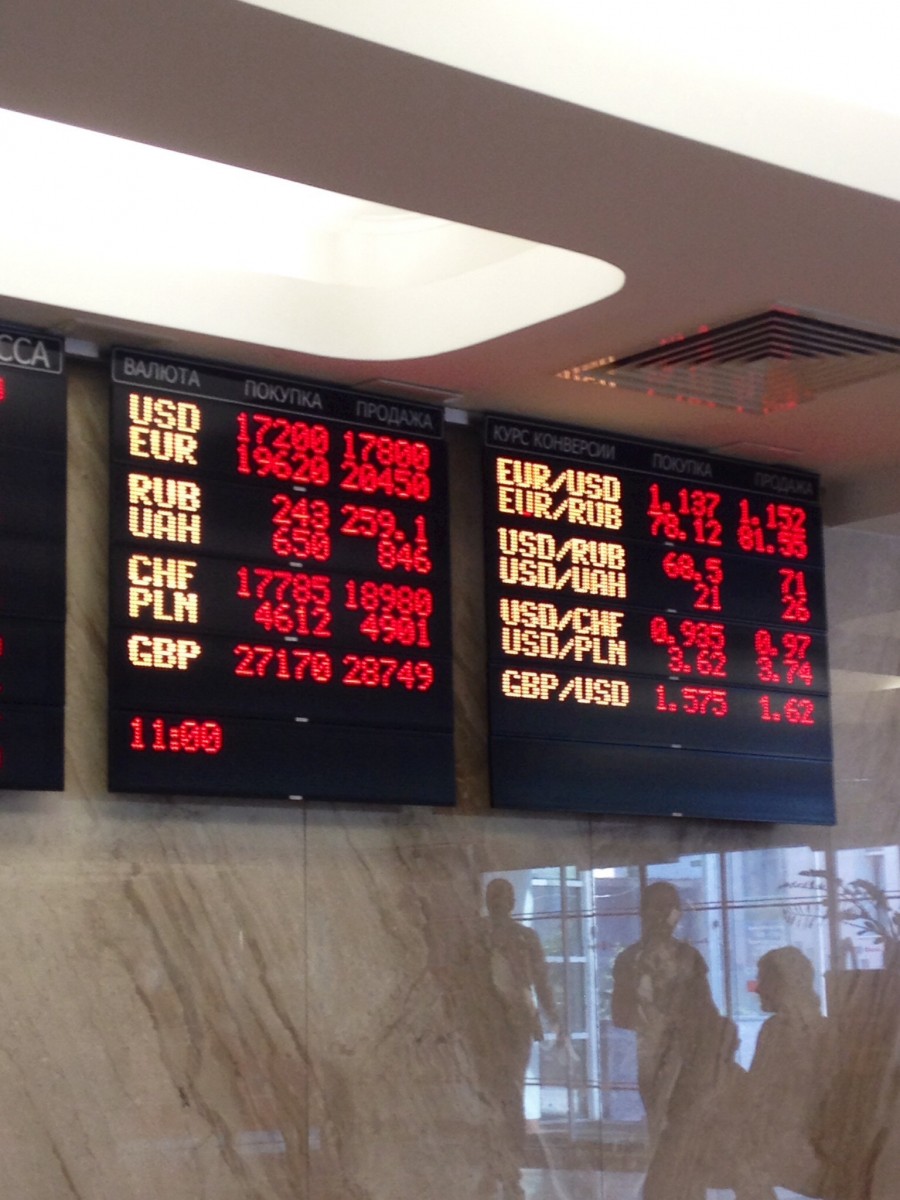 ССА
ВАЛЮТА ПОКУПКА ПРОДАЖА
USD 17200 17800
EUR 19620 20450
RUB 243 259.1
UAH 650 846
CHF 17785 18980
PLN 4612 4901
GBP 27170 28749
11:00
КУРС КОНВЕРСИИ ПОКУПКА ПРОДАЖА
EUR/USD 1.137 1.152
EUR/RUB 78.12 81.95
USD/RUB 68.5 71
USD/UAH 21 26
USD/CHF 0.935 0.97
USD/PLN 3.62 3.74
GBP/USD 1.575 1.62